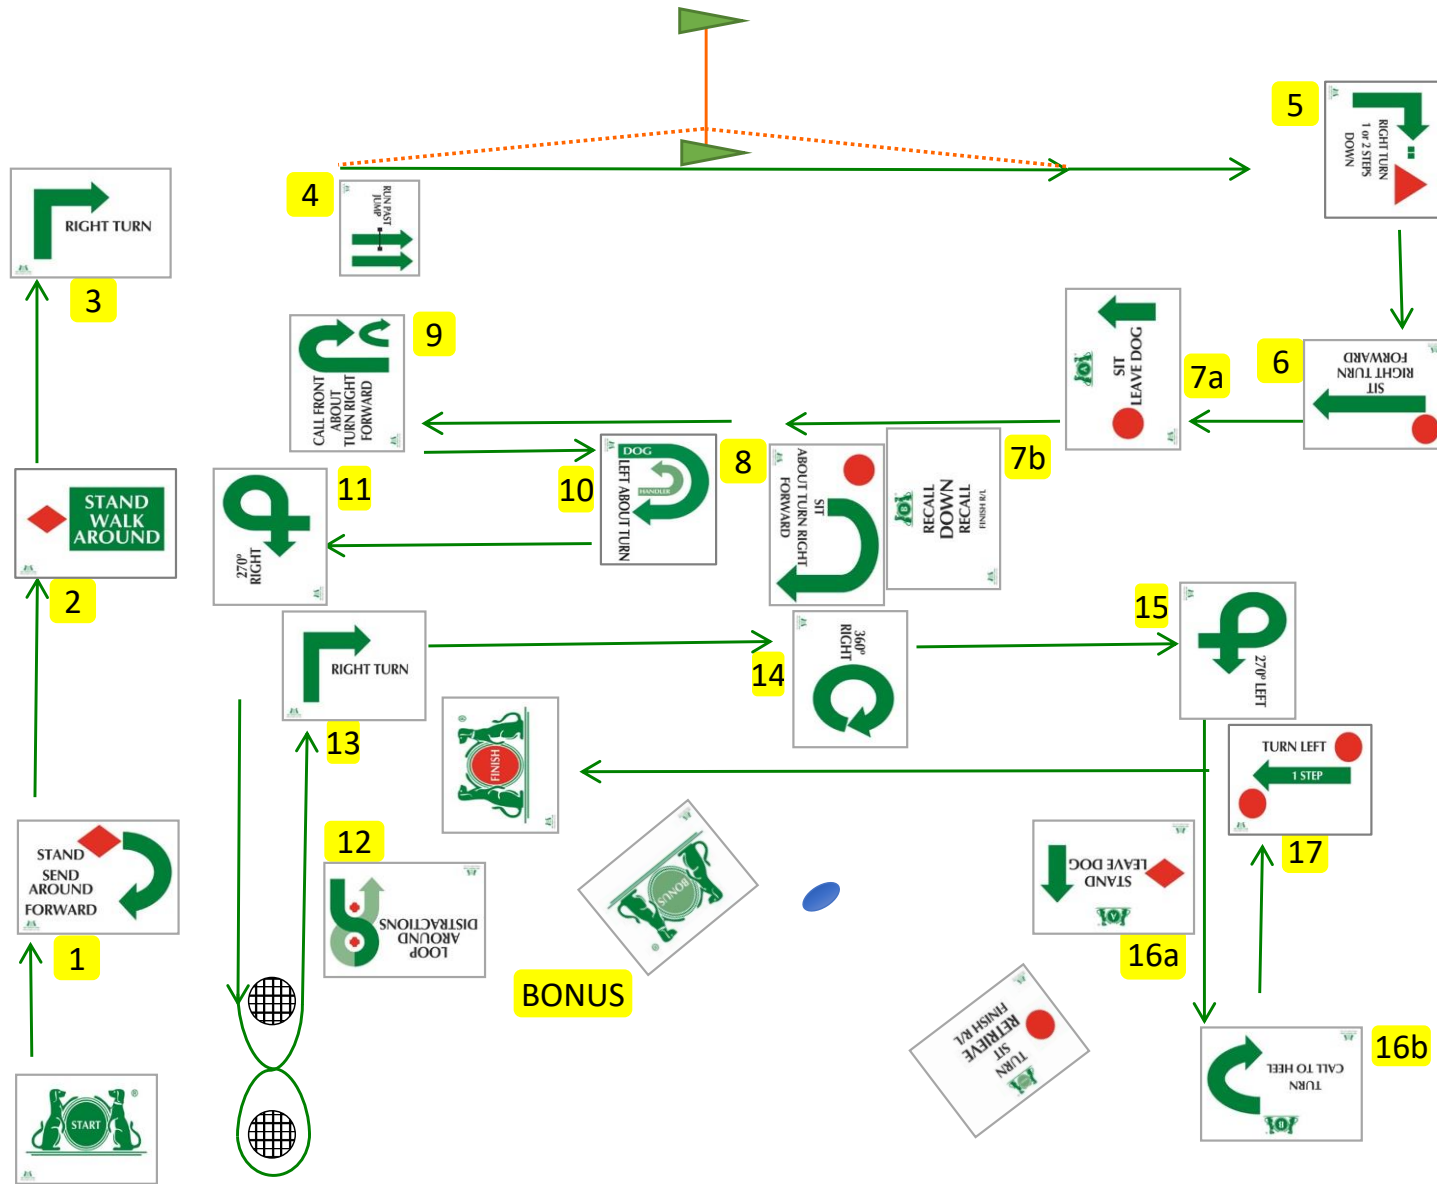 5
RIGHT TURN
1 or 2 STEPS
DOWN
4
RUN PAST
JUMP
RIGHT TURN
3
9
CALL FRONT
ABOUT
TURN RIGHT
FORWARD
7a
A
SIT
LEAVE DOG
6
SIT
RIGHT TURN
FORWARD
7b
B
RECALL
DOWN
RECALL
FINISH R/L
8
SIT
ABOUT TURN RIGHT
FORWARD
10
DOG
HANDLER
LEFT ABOUT TURN
11
270º
RIGHT
STAND
WALK
AROUND
2
RIGHT TURN
13
14
360º
RIGHT
15
270º LEFT
®
FINISH
TURN LEFT
1 STEP
17
STAND
SEND
AROUND
FORWARD
1
12
LOOP
AROUND
DISTRACTIONS
BONUS
®
BONUS
STAND
LEAVE DOG
A
16a
TURN
SIT
RETRIEVE
FINISH R/L
16b
TURN
CALL TO HEEL
START
®